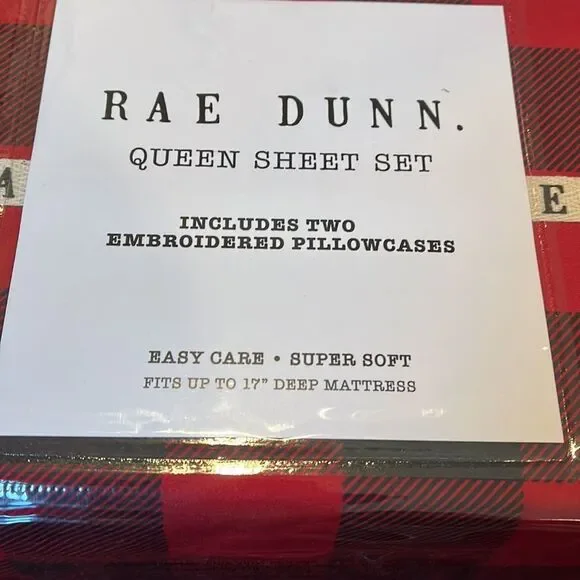 RAE DUNN.
QUEEN SHEET SET
INCLUDES TWO
EMBROIDERED PILLOWCASES
A
E
EASY CARE • SUPER SOFT
FITS UP TO 17" DEEP MATTRESS